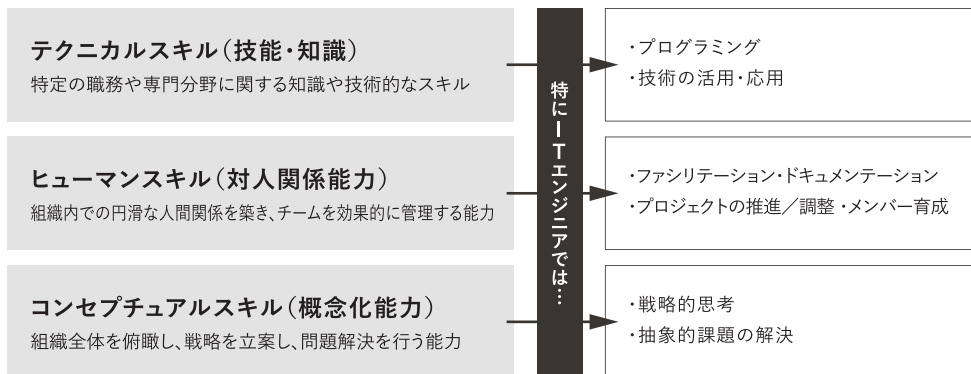 テクニカルスキル（技能・知識）
特定の職務や専門分野に関する知識や技術的なスキル
ヒューマンスキル（対人関係能力）
組織内での円滑な人間関係を築き、チームを効果的に管理する能力
コンセプチュアルスキル（概念化能力）
組織全体を俯瞰し、戦略を立案し、問題解決を行う能力
特にITエンジニアでは…
・プログラミング
・技術の活用・応用
・ファシリテーション・ドキュメンテーション
・プロジェクトの推進／調整・メンバー育成
・戦略的思考
・抽象的課題の解決